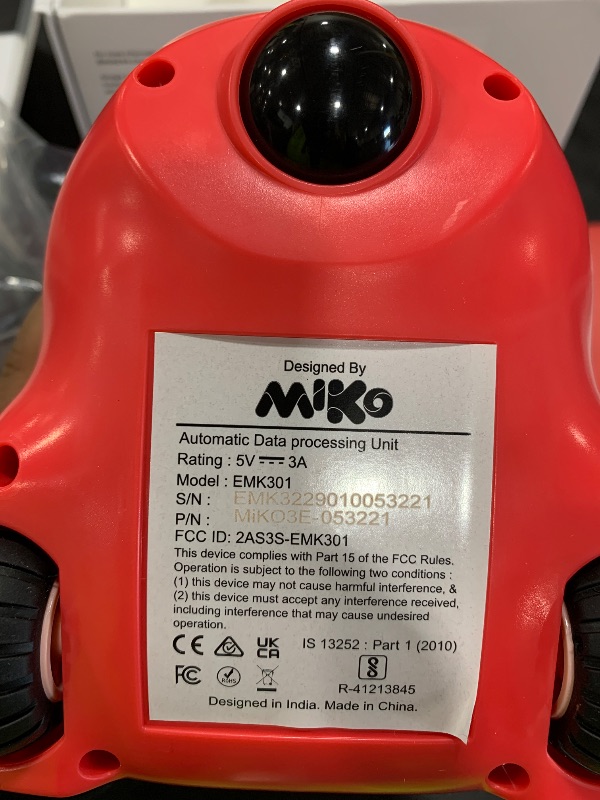 Designed By
MiKo
Automatic Data processing Unit
Rating : 5V 3A
Model : EMK301
S/N : EMK3229010053221
P/N : MiKO3E-053221
FCC ID: 2AS3S-EMK301
This device complies with Part 15 of the FCC Rules.
Operation is subject to the following two conditions :
(1) this device may not cause harmful interference, &
(2) this device must accept any interference received,
including interference that may cause undesired
operation.
CE UK CA IS 13252 : Part 1 (2010)
FC RoHS
R-41213845
Designed in India. Made in China.